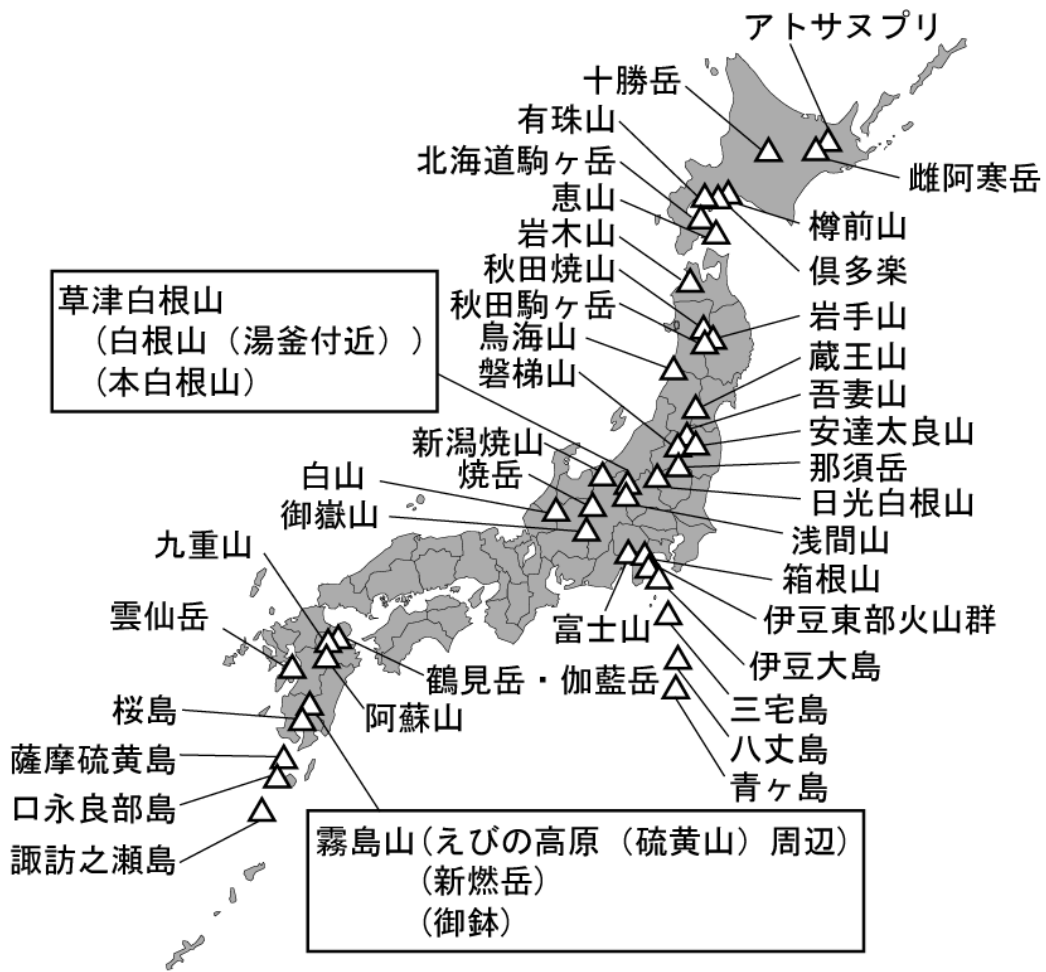 アトサヌプリ
十勝岳
有珠山
北海道駒ヶ岳
恵山
岩木山
秋田焼山
秋田駒ヶ岳
鳥海山
磐梯山
雌阿寒岳
樽前山
倶多楽
岩手山
蔵王山
吾妻山
安達太良山
那須岳
日光白根山
浅間山
箱根山
伊豆東部火山群
伊豆大島
三宅島
八丈島
青ヶ島
草津白根山
(白根山(湯釜付近))
(本白根山)
新潟焼山
焼岳
白山
御嶽山
富士山
九重山
雲仙岳
鶴見岳・伽藍岳
阿蘇山
桜島
薩摩硫黄島
口永良部島
諏訪之瀬島
霧島山(えびの高原(硫黄山)周辺)
(新燃岳)
(御鉢)